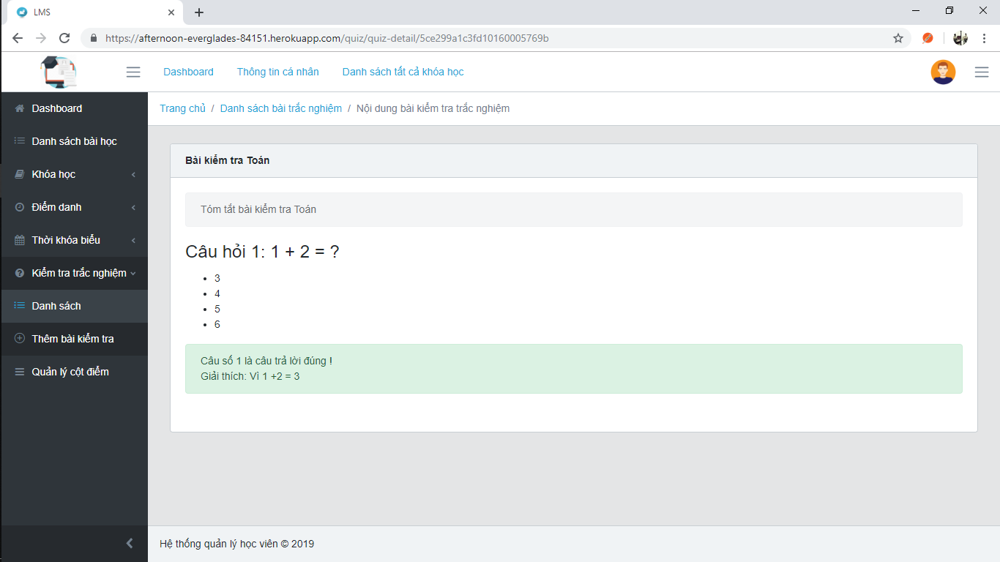 LMS
https://afternoon-everglades-84151.herokuapp.com/quiz/quiz-detail/5ce299a1c3fd10160005769b
Dashboard Thông tin cá nhân Danh sách tất cả khóa học
Trang chủ / Danh sách bài trắc nghiệm / Nội dung bài kiểm tra trắc nghiệm
Dashboard
Danh sách bài học
Khóa học
Điểm danh
Thời khóa biểu
Kiểm tra trắc nghiệm
Danh sách
Thêm bài kiểm tra
Quản lý cột điểm
Bài kiểm tra Toán
Tóm tắt bài kiểm tra Toán
Câu hỏi 1: 1 + 2 = ?
3
4
5
6
Câu số 1 là câu trả lời đúng !
Giải thích: Vì 1 +2 = 3
Hệ thống quản lý học viên © 2019